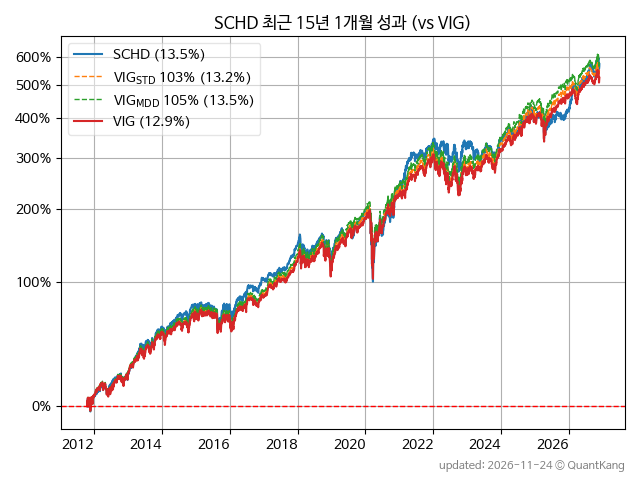 SCHD 최근 15년 1개월 성과 (vs VIG)
SCHD (13.5%)
VIG_STD 103% (13.2%)
VIG_MDD 105% (13.5%)
VIG (12.9%)
600%
500%
400%
300%
200%
100%
0%
2012 2014 2016 2018 2020 2022 2024 2026
updated: 2026-11-24 © QuantKang